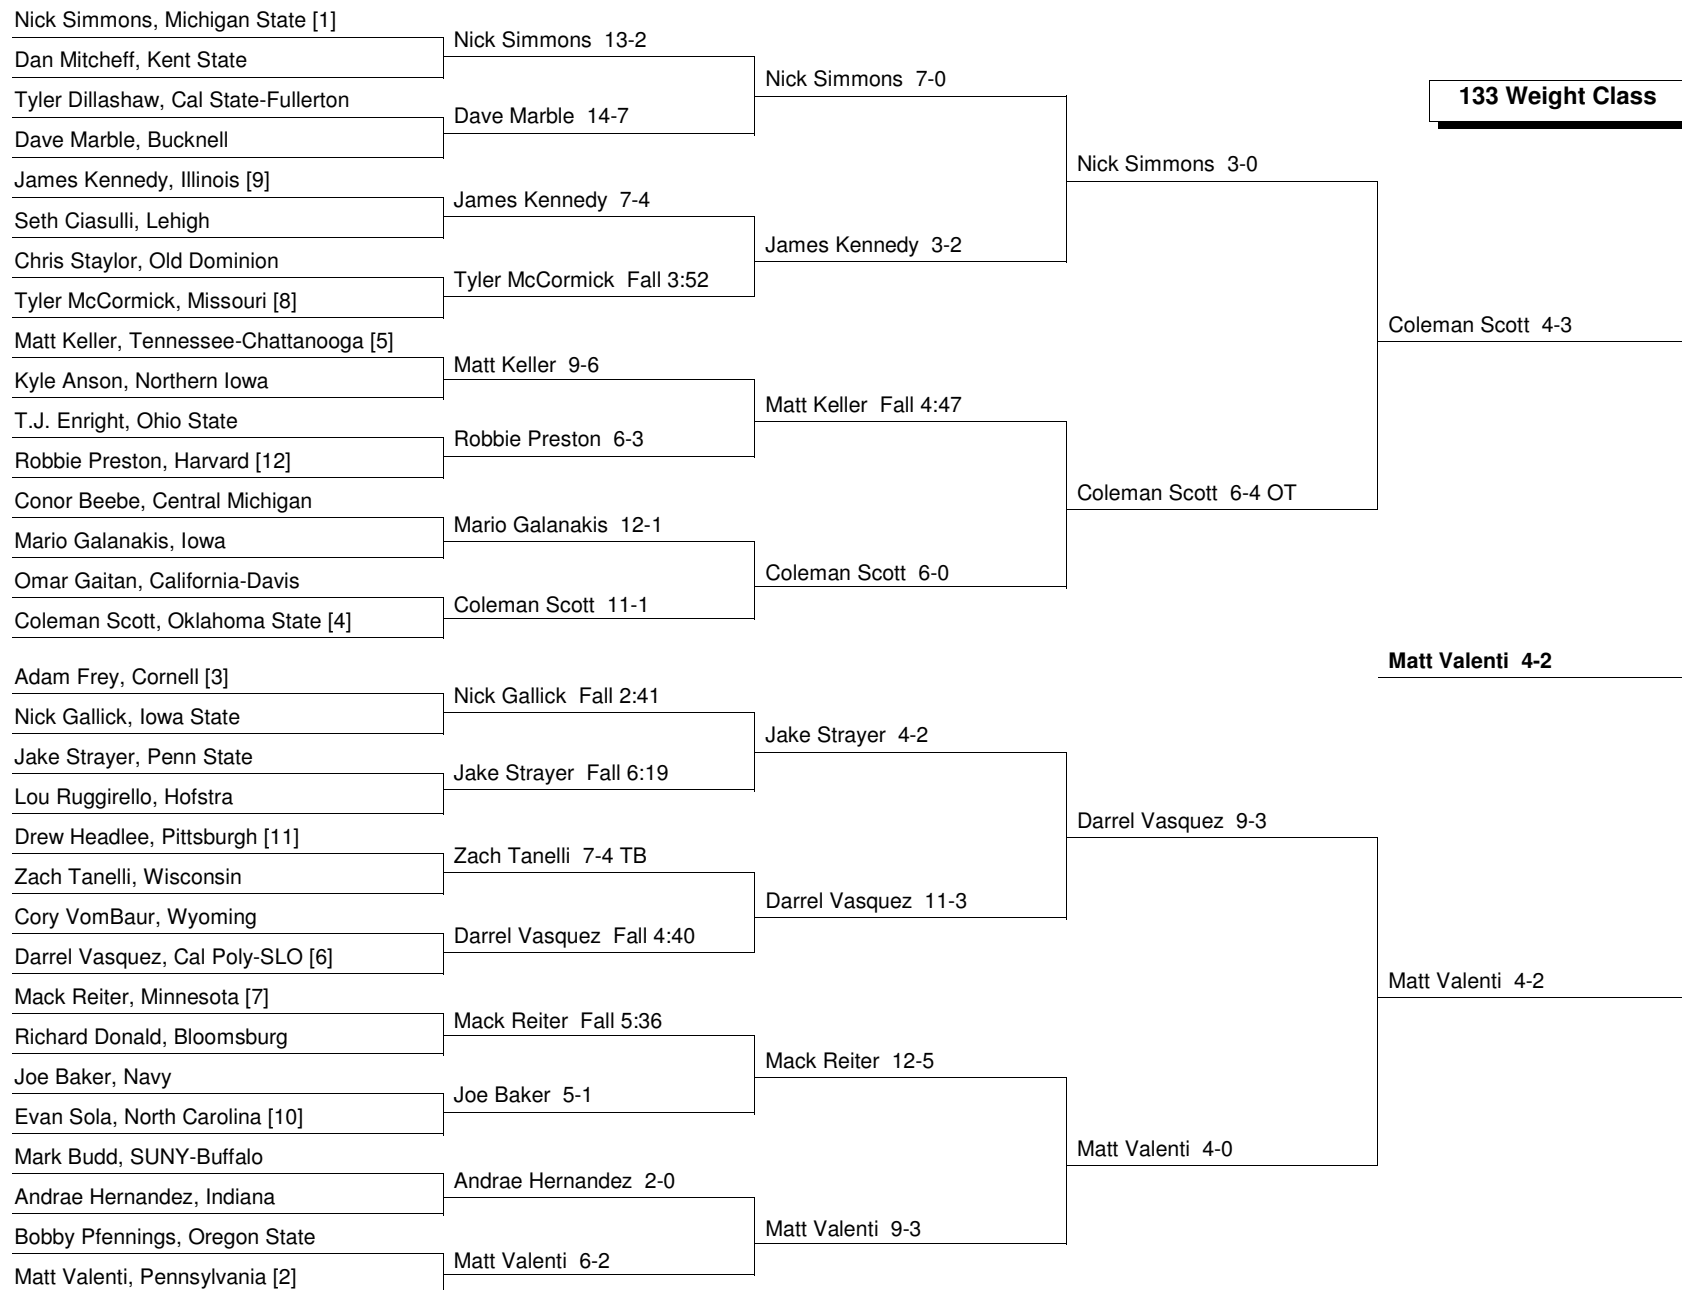 Nick Simmons, Michigan State [1]
Dan Mitcheff, Kent State
Tyler Dillashaw, Cal State-Fullerton
Dave Marble, Bucknell
James Kennedy, Illinois [9]
Seth Ciasulli, Lehigh
Chris Staylor, Old Dominion
Tyler McCormick, Missouri [8]
Matt Keller, Tennessee-Chattanooga [5]
Kyle Anson, Northern Iowa
T.J. Enright, Ohio State
Robbie Preston, Harvard [12]
Conor Beebe, Central Michigan
Mario Galanakis, Iowa
Omar Gaitan, California-Davis
Coleman Scott, Oklahoma State [4]
Adam Frey, Cornell [3]
Nick Gallick, Iowa State
Jake Strayer, Penn State
Lou Ruggirello, Hofstra
Drew Headlee, Pittsburgh [11]
Zach Tanelli, Wisconsin
Cory VomBaur, Wyoming
Darrel Vasquez, Cal Poly-SLO [6]
Mack Reiter, Minnesota [7]
Richard Donald, Bloomsburg
Joe Baker, Navy
Evan Sola, North Carolina [10]
Mark Budd, SUNY-Buffalo
Andrae Hernandez, Indiana
Bobby Pfennings, Oregon State
Matt Valenti, Pennsylvania [2]
Nick Simmons 13-2
Dave Marble 14-7
James Kennedy 7-4
Tyler McCormick Fall 3:52
Matt Keller 9-6
Robbie Preston 6-3
Mario Galanakis 12-1
Coleman Scott 11-1
Nick Gallick Fall 2:41
Jake Strayer Fall 6:19
Zach Tanelli 7-4 TB
Darrel Vasquez Fall 4:40
Mack Reiter Fall 5:36
Joe Baker 5-1
Andrae Hernandez 2-0
Matt Valenti 6-2
Nick Simmons 7-0
James Kennedy 3-2
Matt Keller Fall 4:47
Coleman Scott 6-0
Jake Strayer 4-2
Darrel Vasquez 11-3
Mack Reiter 12-5
Matt Valenti 9-3
Nick Simmons 3-0
Coleman Scott 6-4 OT
Darrel Vasquez 9-3
Matt Valenti 4-0
133 Weight Class
Coleman Scott 4-3
Matt Valenti 4-2
Matt Valenti 4-2